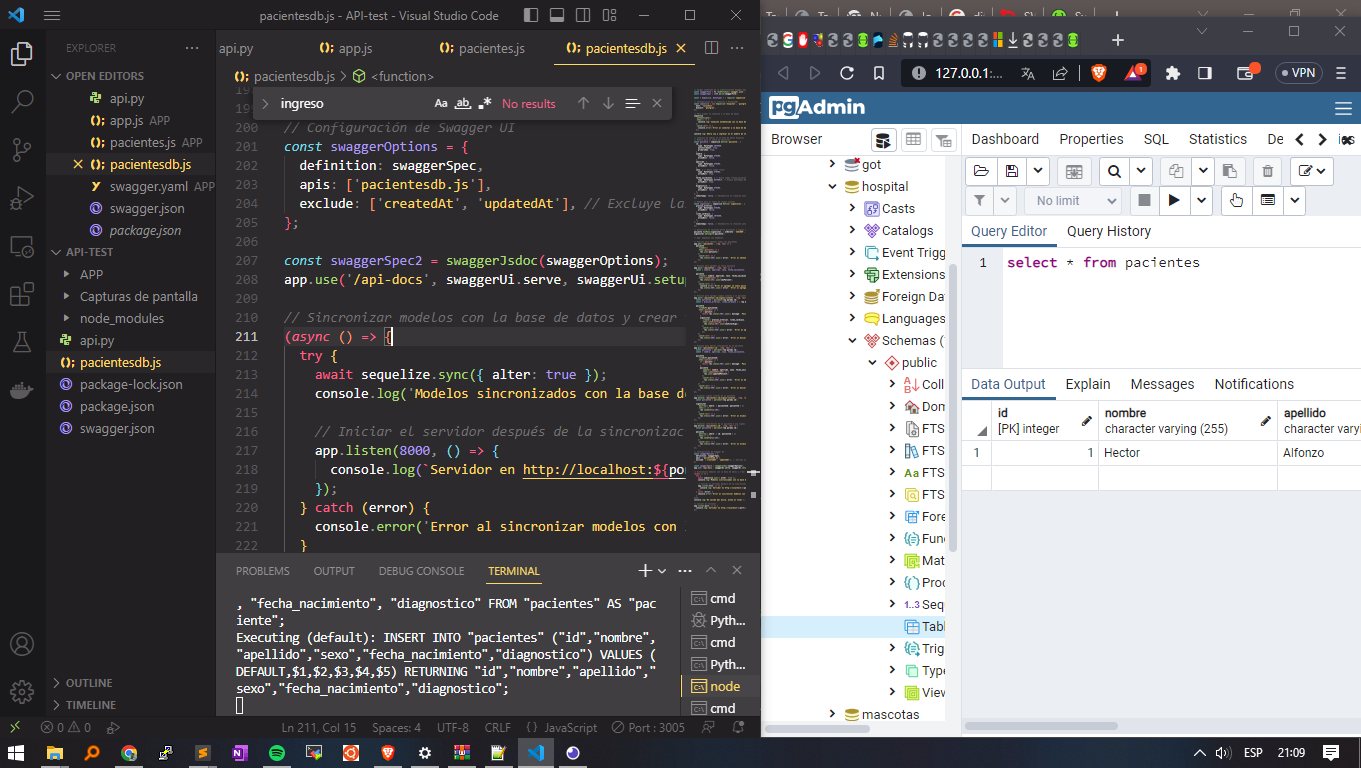 pacientesdb.js - API-test - Visual Studio Code
EXPLORER
OPEN EDITORS
api.py
app.js APP
pacientes.js APP
pacientesdb.js
swagger.yaml APP
swagger.json
package.json
API-TEST
APP
Capturas de pantalla
node_modules
api.py
pacientesdb.js
package-lock.json
package.json
swagger.json
OUTLINE
TIMELINE
api.py
app.js
pacientes.js
pacientesdb.js
pacientesdb.js > <function>
ingreso
Aa
ab
No results
200 // Configuración de Swagger UI
201 const swaggerOptions = {
202 definition: swaggerSpec,
203 apis: ['pacientesdb.js'],
204 exclude: ['createdAt', 'updatedAt'], // Excluye la
205 };
206
207 const swaggerSpec2 = swaggerJsdoc(swaggerOptions);
208 app.use('/api-docs', swaggerUi.serve, swaggerUi.setu
209
210 // Sincronizar modelos con la base de datos y crear
211 (async () => {
212 try {
213 await sequelize.sync({ alter: true });
214 console.log('Modelos sincronizados con la base d
215
216 // Iniciar el servidor después de la sincronizac
217 app.listen(8000, () => {
218 console.log(`Servidor en http://localhost:${po
219 });
220 } catch (error) {
221 console.error('Error al sincronizar modelos con
222 }
PROBLEMS
OUTPUT
DEBUG CONSOLE
TERMINAL
, "fecha_nacimiento", "diagnostico" FROM "pacientes" AS "pac
iente";
Executing (default): INSERT INTO "pacientes" ("id","nombre",
"apellido","sexo","fecha_nacimiento","diagnostico") VALUES (
DEFAULT,$1,$2,$3,$4,$5) RETURNING "id","nombre","apellido","
sexo","fecha_nacimiento","diagnostico";
cmd
Pyth...
cmd
Pyth...
node
cmd
0
0
Ln 211, Col 15
Spaces: 4
UTF-8
CRLF
{ } JavaScript
Port : 3005
127.0.0.1:...
1
VPN
pgAdmin
Browser
got
hospital
Casts
Catalogs
Event Trigg
Extensions
Foreign Da
Languages
Schemas (
public
Coll
Dom
FTS
FTS
FTS
FTS
Fore
Func
Mat
Proc
1..3 Seq
Tabl
Trig
Type
View
mascotas
Dashboard
Properties
SQL
Statistics
De
ies
No limit
Query Editor
Query History
1 select * from pacientes
Data Output
Explain
Messages
Notifications
id
[PK] integer
nombre
character varying (255)
apellido
character varyi
1
1
Hector
Alfonzo
ESP
21:09